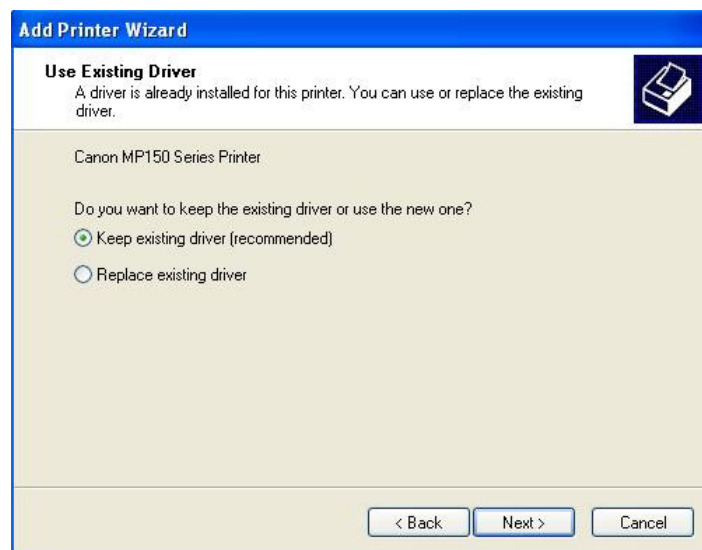 Add Printer Wizard
Use Existing Driver
A driver is already installed for this printer. You can use or replace the existing
driver.
Canon MP150 Series Printer
Do you want to keep the existing driver or use the new one?
Keep existing driver (recommended)
Replace existing driver
< Back
Next >
Cancel